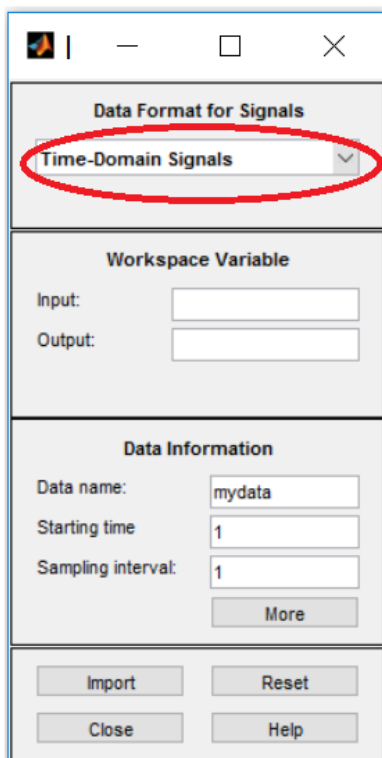 Data Format for Signals
Time-Domain Signals
Workspace Variable
Input:
Output:
Data Information
Data name: mydata
Starting time 1
Sampling interval: 1
More
Import Reset
Close Help